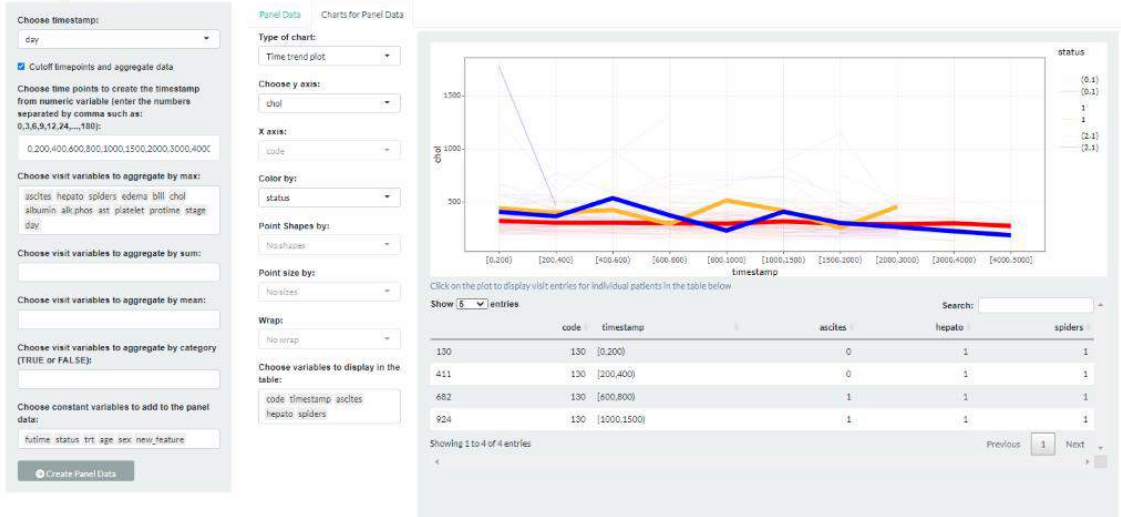 Choose timestamp:
day
Cutoff timepoints and aggregate data
Choose time points to create the timestamp
from numeric variable (enter the numbers
separated by comma such as:
0,3,6,9,12,24,...,180):
0,200,400,600,800,1000,1500,2000,3000,4000
Choose visit variables to aggregate by max:
ascites hepato spiders edema bili chol
albumin alk.phos ast platelet protime stage
day
Choose visit variables to aggregate by sum:
Choose visit variables to aggregate by mean:
Choose visit variables to aggregate by category
(TRUE or FALSE):
Choose constant variables to add to the panel
data:
futime status trt age sex new_feature
Create Panel Data
Panel Data Charts for Panel Data
Type of chart:
Time trend plot
Choose y axis:
chol
X axis:
code
Color by:
status
Point Shapes by:
No shapes
Point size by:
No sizes
Wrap:
No wrap
Choose variables to display in the
table:
code timestamp ascites
hepato spiders
status
(0,1)
(0,1)
1
1
(2,1)
(2,1)
chol
1500
1000
500
[0,200) [200,400) [400,600) [600,800) [800,1000) [1000,1500) [1500,2000) [2000,3000) [3000,4000) [4000,5000]
timestamp
Click on the plot to display visit entries for individual patients in the table below
Show 5 entries Search:
code timestamp ascites hepato spiders
130 130 [0,200) 0 1 1
411 130 [200,400) 0 1 1
682 130 [600,800) 1 1 1
924 130 [1000,1500) 1 1 1
Showing 1 to 4 of 4 entries Previous 1 Next